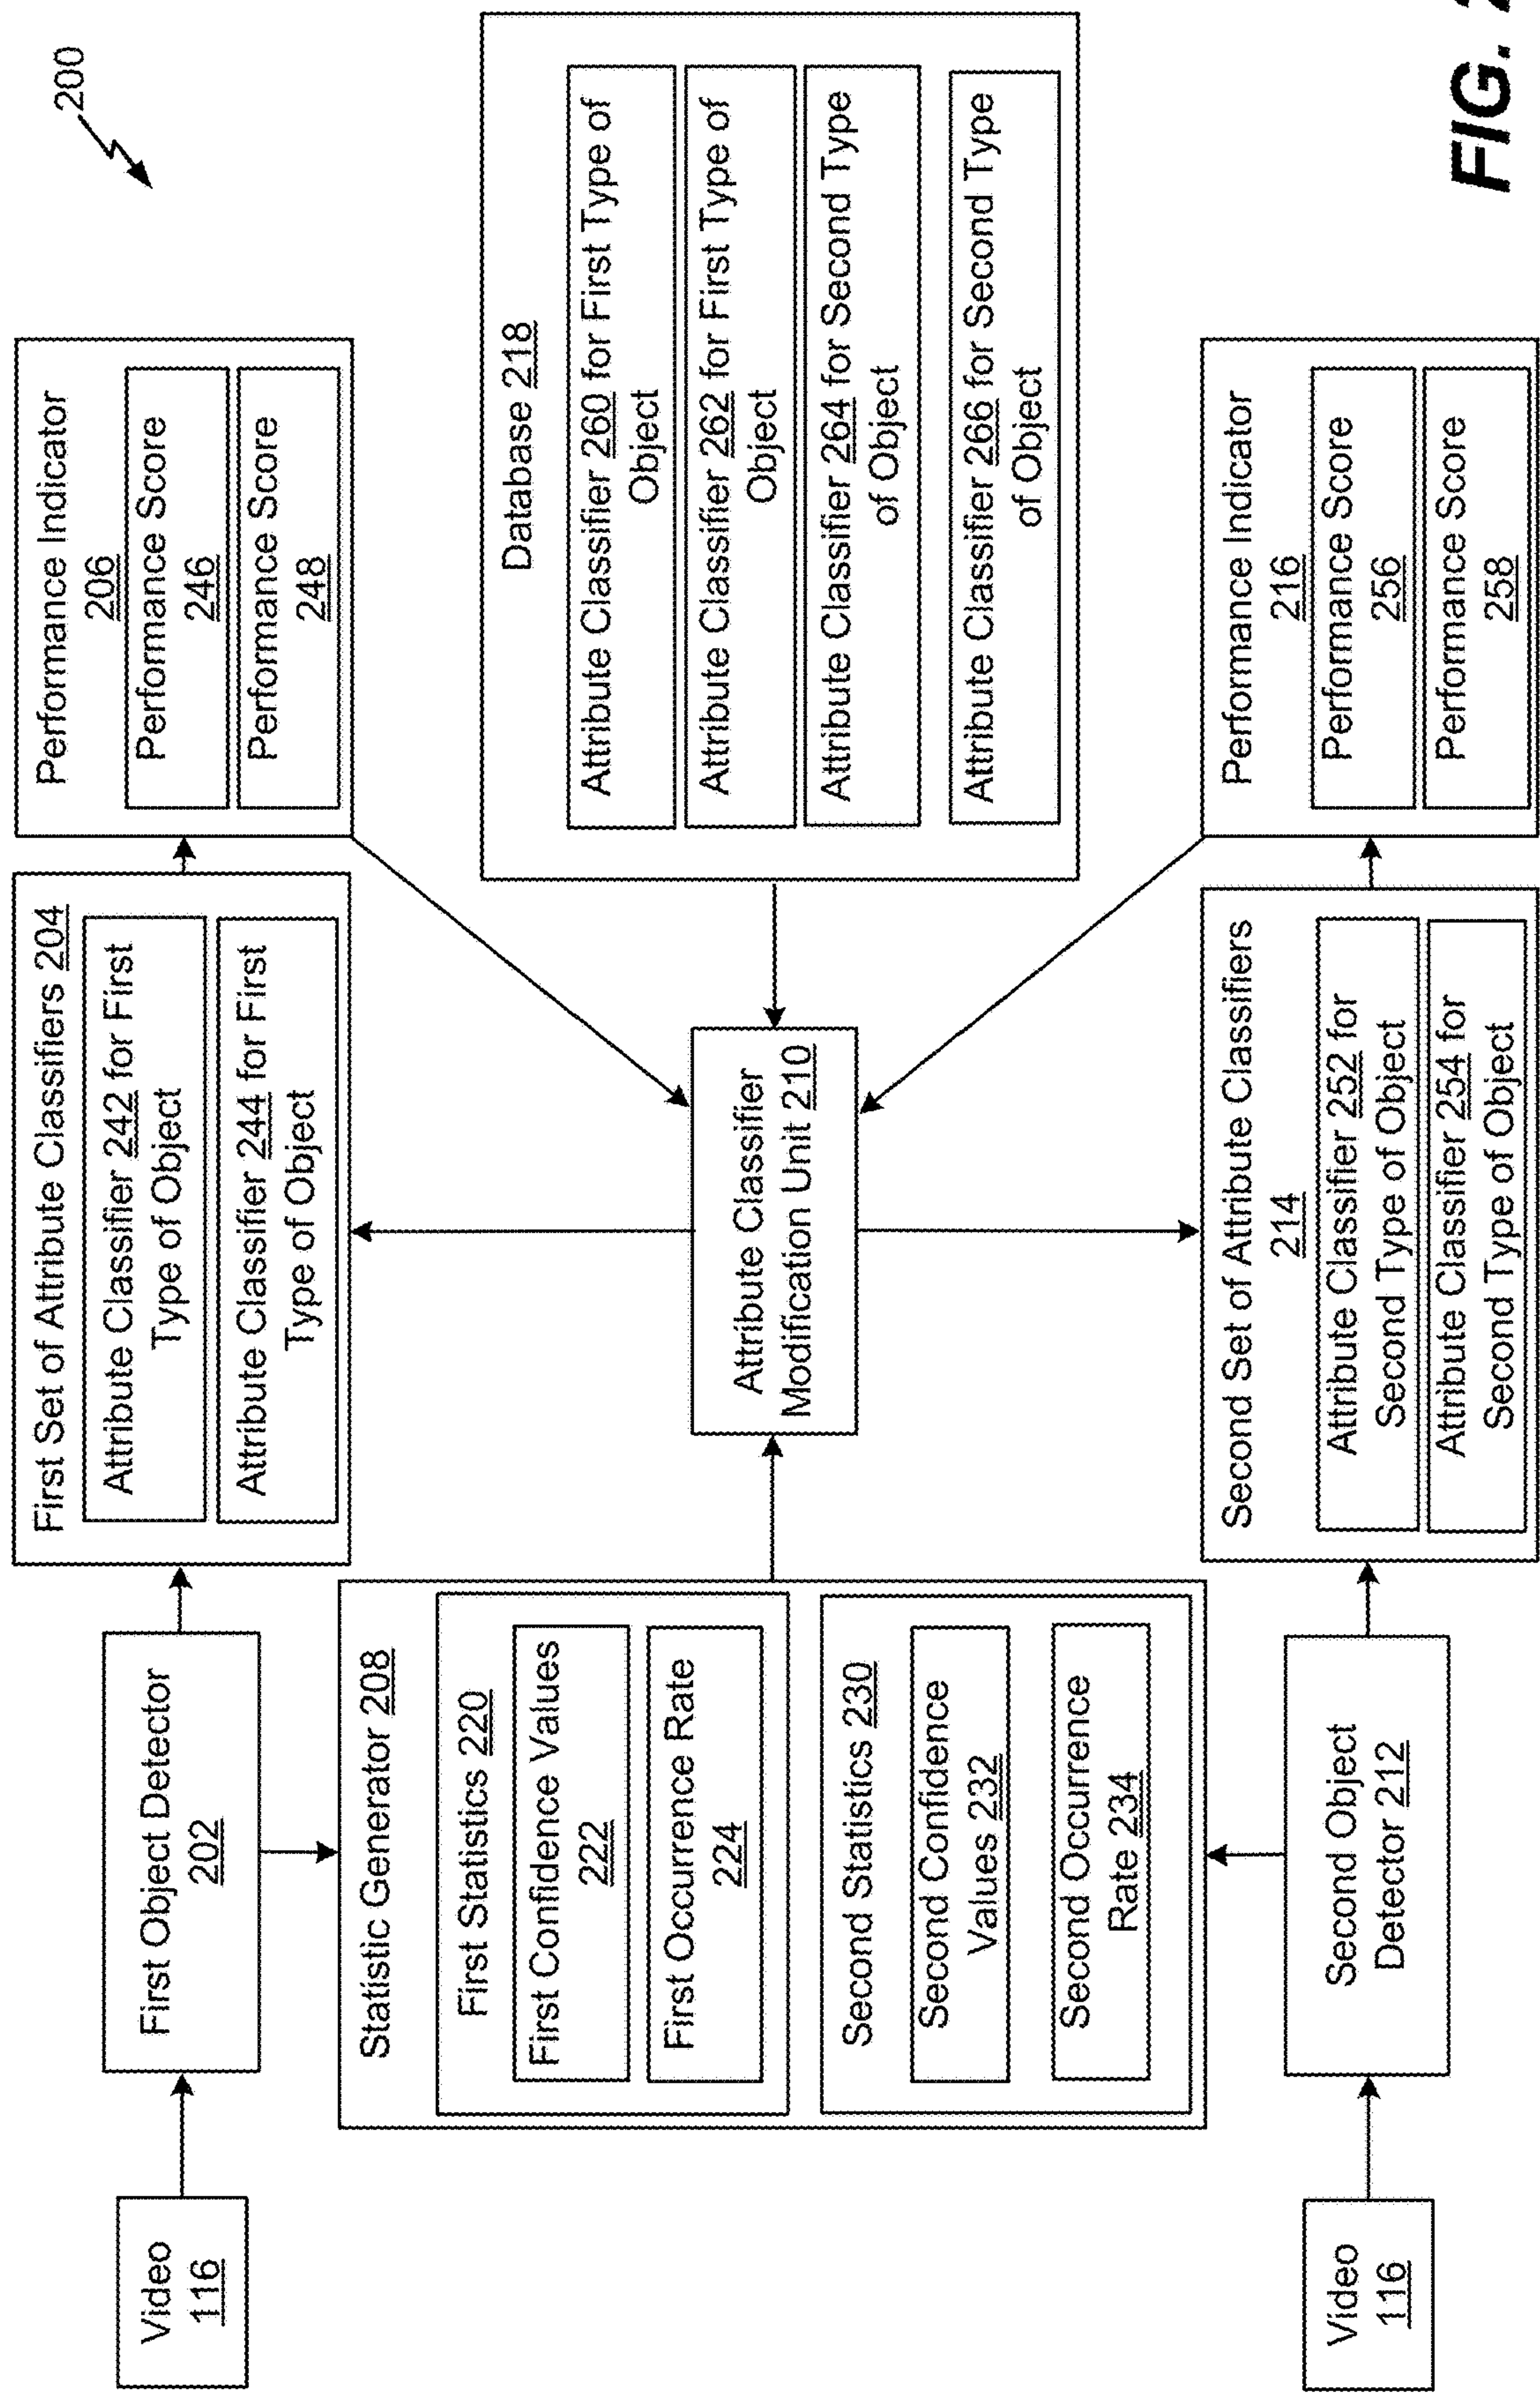 200
Video
116
First Object Detector
202
First Set of Attribute Classifiers 204
Attribute Classifier 242 for First
Type of Object
Attribute Classifier 244 for First
Type of Object
Performance Indicator
206
Performance Score
246
Performance Score
248
Statistic Generator 208
First Statistics 220
First Confidence Values
222
First Occurrence Rate
224
Second Statistics 230
Second Confidence
Values 232
Second Occurrence
Rate 234
Attribute Classifier
Modification Unit 210
Database 218
Attribute Classifier 260 for First Type of
Object
Attribute Classifier 262 for First Type of
Object
Attribute Classifier 264 for Second Type
of Object
Attribute Classifier 266 for Second Type
of Object
Video
116
Second Object
Detector 212
Second Set of Attribute Classifiers
214
Attribute Classifier 252 for
Second Type of Object
Attribute Classifier 254 for
Second Type of Object
Performance Indicator
216
Performance Score
256
Performance Score
258
FIG.